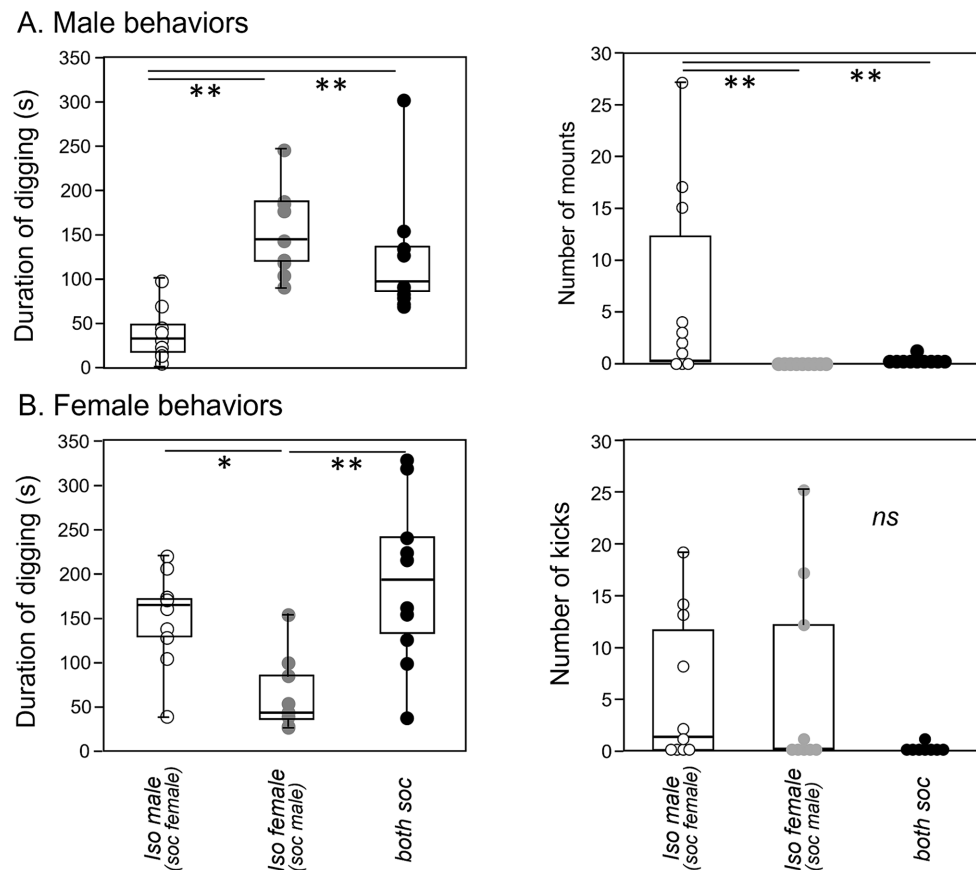 A. Male behaviors
Duration of digging (s)
350
300
250
200
150
100
50
0
**
**
Number of mounts
30
25
20
15
10
5
0
**
**
B. Female behaviors
Duration of digging (s)
350
300
250
200
150
100
50
0
*
**
Iso male
(soc female)
Iso female
(soc male)
both soc
Number of kicks
30
25
20
15
10
5
0
ns
Iso male
(soc female)
Iso female
(soc male)
both soc